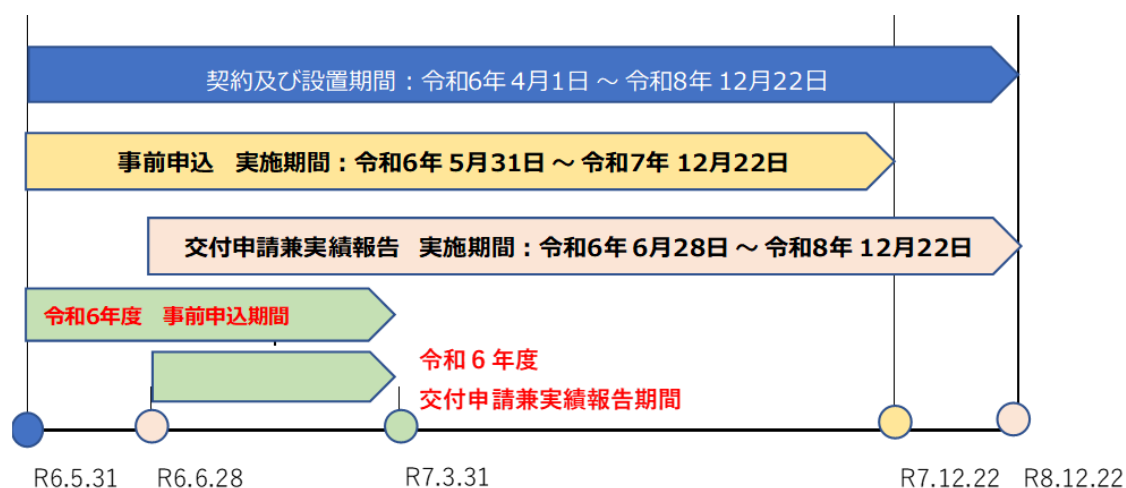 契約及び設置期間：令和6年 4月1日 ～ 令和8年 12月22日
事前申込　実施期間：令和6年 5月31日 ～ 令和7年 12月22日
交付申請兼実績報告　実施期間：令和6年 6月28日 ～ 令和8年 12月22日
令和6年度　事前申込期間
令和６年度
交付申請兼実績報告期間
R6.5.31 R6.6.28 R7.3.31 R7.12.22 R8.12.22